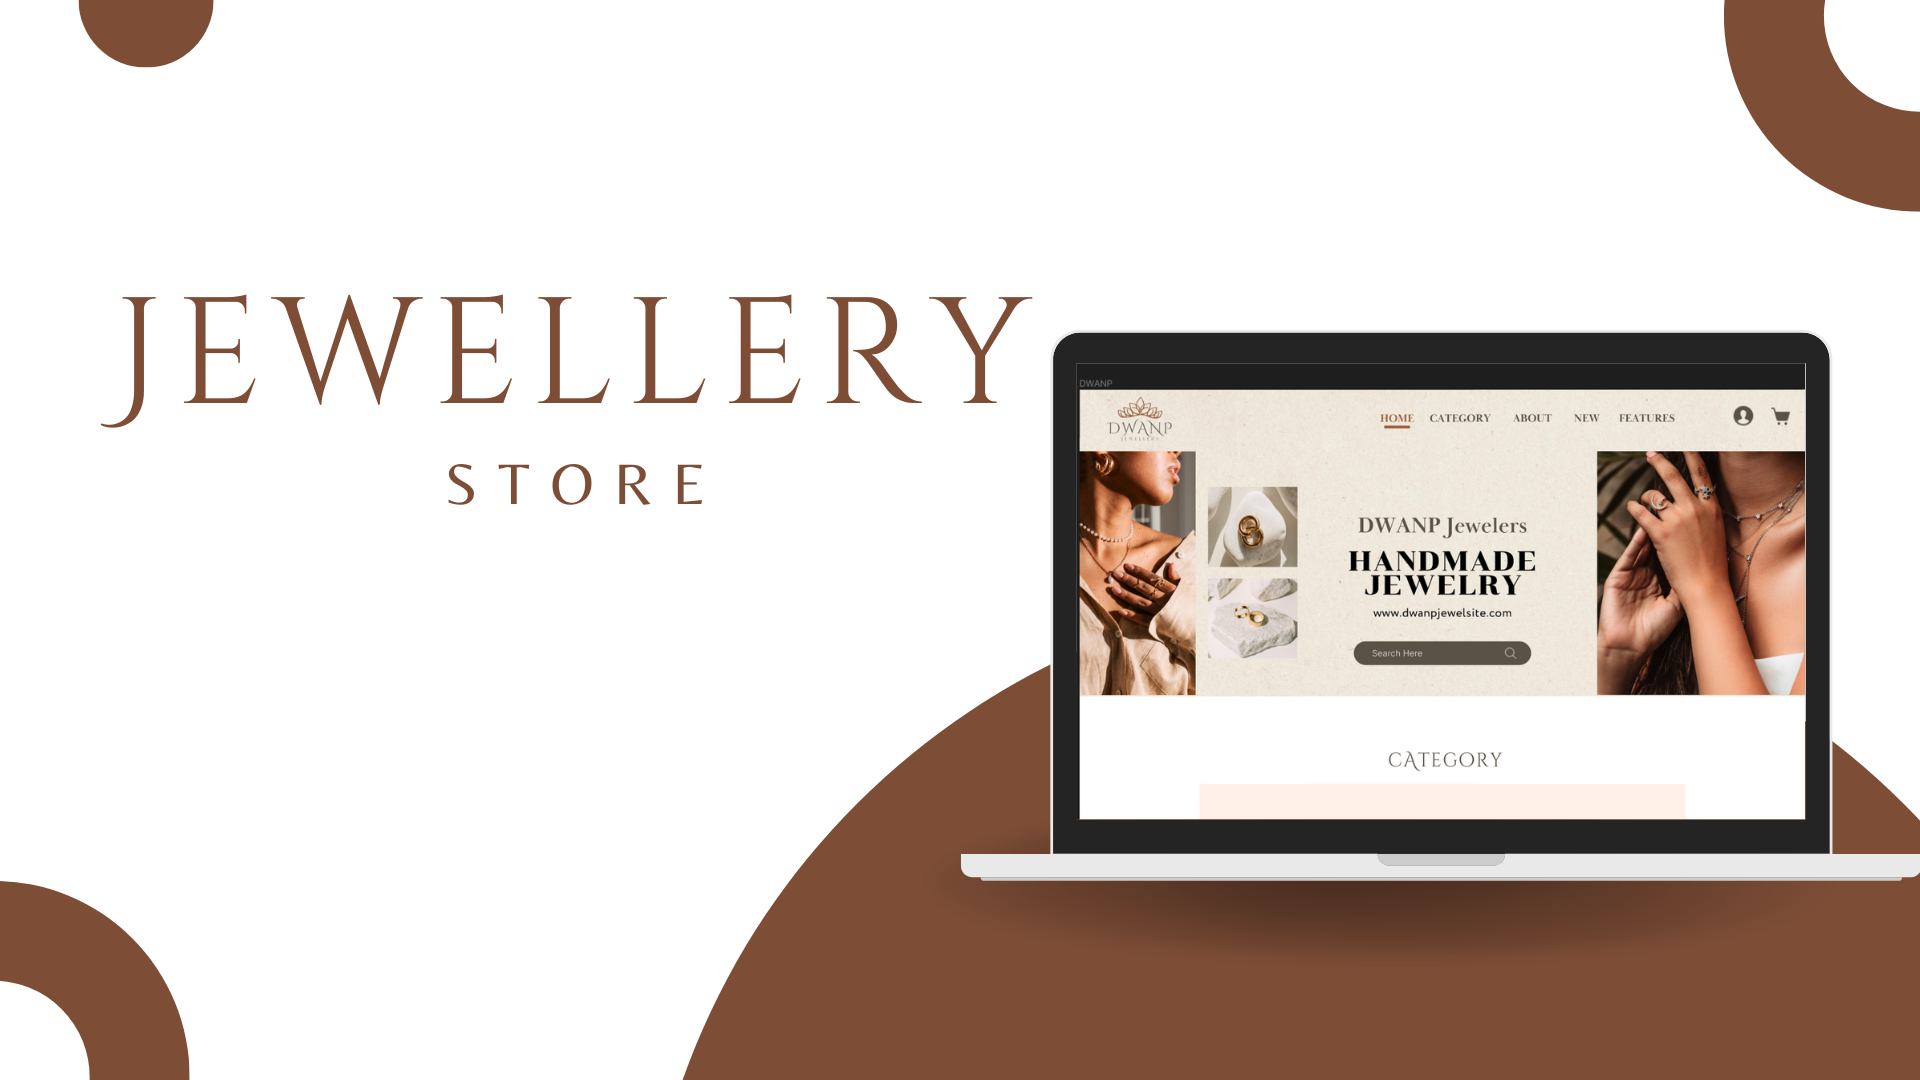 JEWELLERY
STORE
DWANP
DWANP
JEWELLERY
HOME CATEGORY ABOUT NEW FEATURES
DWANP Jewelers
HANDMADE
JEWELRY
www.dwanpjewelsite.com
Search Here
CATEGORY